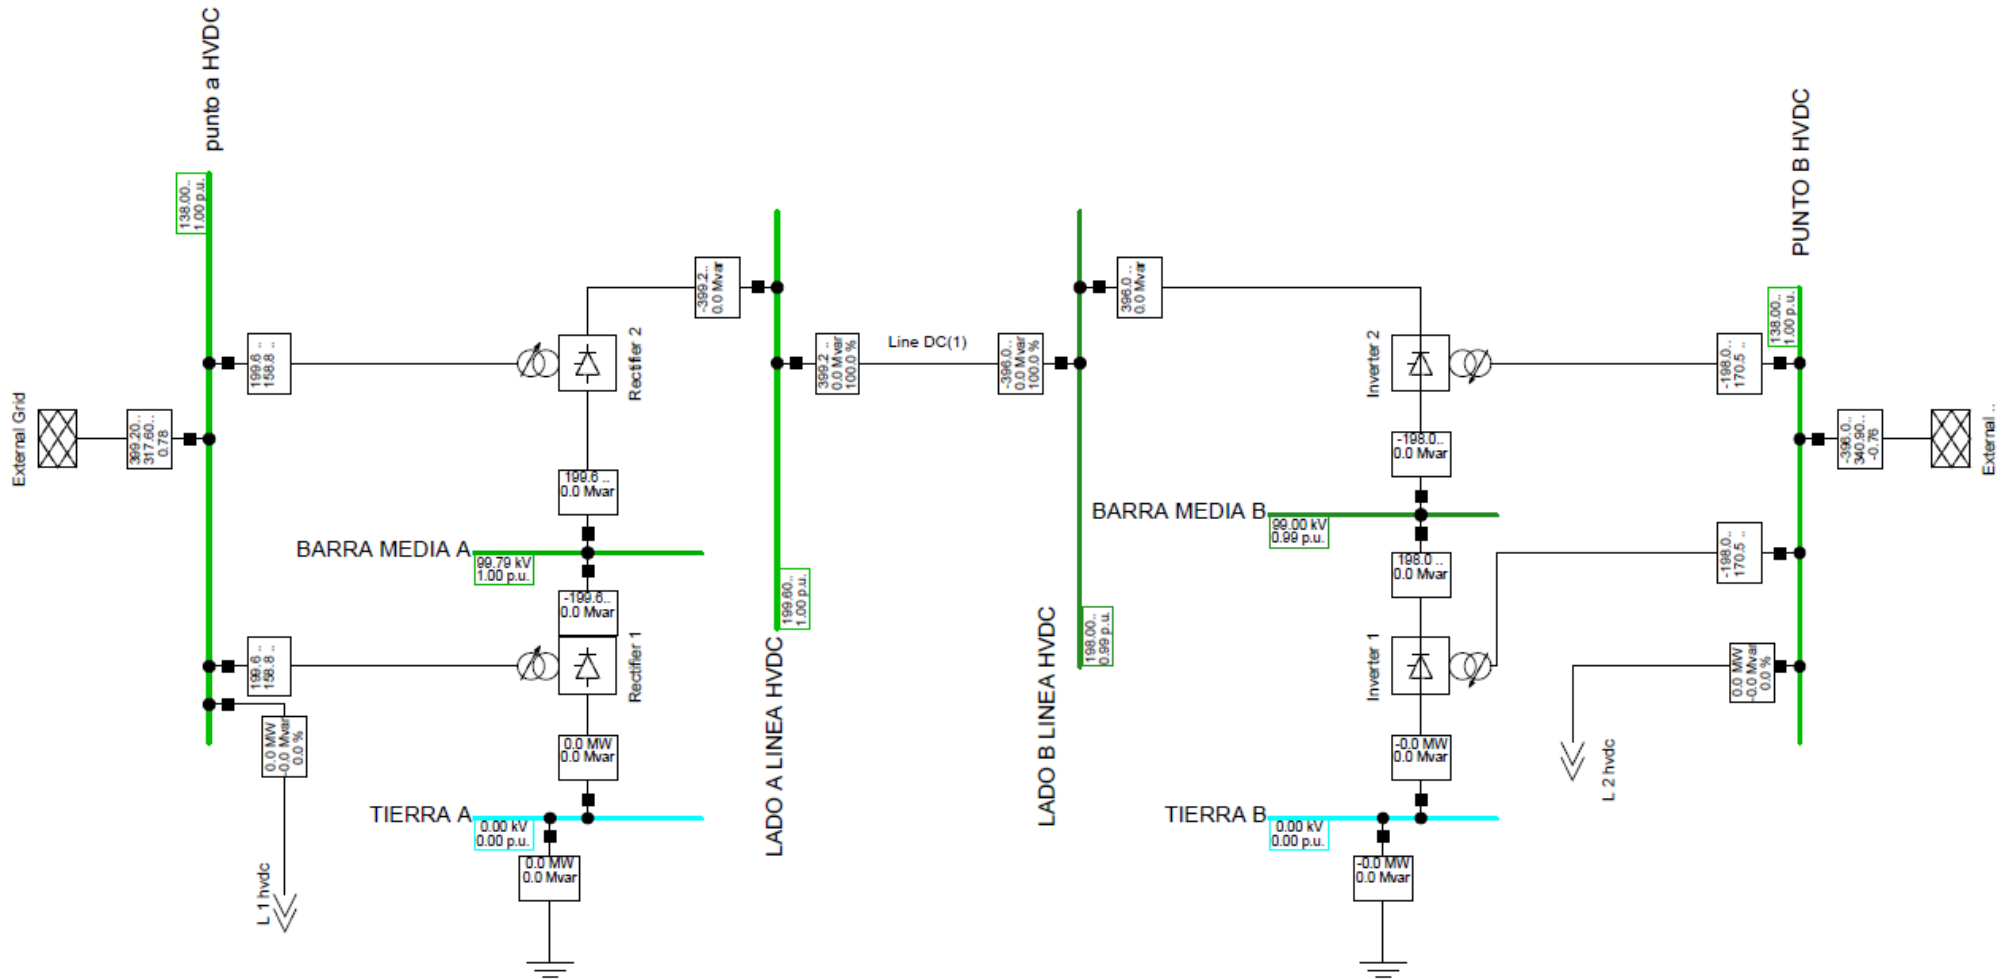 punto a HVDC
138.00..
1.00 p.u.
External Grid
399.20..
317.60..
0.78
199.6 ..
158.8 ..
Rectifier 2
199.6 ..
0.0 Mvar
BARRA MEDIA A
99.79 kV
1.00 p.u.
-199.6..
0.0 Mvar
199.6 ..
158.8 ..
Rectifier 1
0.0 MW
-0.0 Mvar
0.0 %
L 1 hvdc
0.0 MW
0.0 Mvar
TIERRA A
0.00 kV
0.00 p.u.
0.0 MW
0.0 Mvar
-399.2..
0.0 Mvar
LADO A LINEA HVDC
199.60..
1.00 p.u.
399.2 ..
0.0 Mvar
100.0 %
Line DC(1)
-396.0..
0.0 Mvar
100.0 %
LADO B LINEA HVDC
198.00..
0.99 p.u.
396.0 ..
0.0 Mvar
Inverter 2
-198.0..
0.0 Mvar
BARRA MEDIA B
99.00 kV
0.99 p.u.
198.0 ..
0.0 Mvar
Inverter 1
-0.0 MW
0.0 Mvar
TIERRA B
0.00 kV
0.00 p.u.
-0.0 MW
0.0 Mvar
PUNTO B HVDC
138.00..
1.00 p.u.
-198.0..
170.5 ..
-396.0..
340.90..
-0.76
External ..
-198.0..
170.5 ..
0.0 MW
-0.0 Mvar
0.0 %
L 2 hvdc